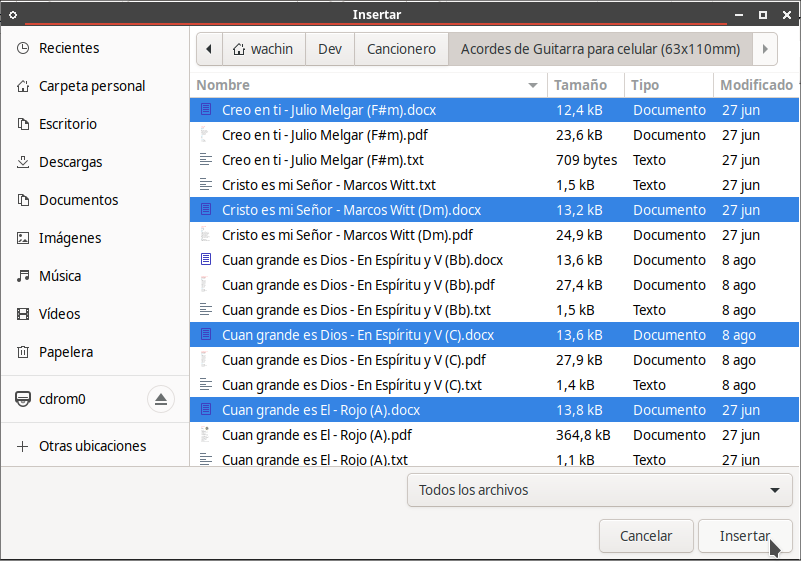 Insertar
Recientes
Carpeta personal
Escritorio
Descargas
Documentos
Imágenes
Música
Vídeos
Papelera
cdrom0
Otras ubicaciones
wachin Dev Cancionero Acordes de Guitarra para celular (63x110mm)
Nombre Tamaño Tipo Modificado
Creo en ti - Julio Melgar (F#m).docx 12,4 kB Documento 27 jun
Creo en ti - Julio Melgar (F#m).pdf 23,6 kB Documento 27 jun
Creo en ti - Julio Melgar (F#m).txt 709 bytes Texto 27 jun
Cristo es mi Señor - Marcos Witt.txt 1,5 kB Texto 27 jun
Cristo es mi Señor - Marcos Witt (Dm).docx 13,2 kB Documento 27 jun
Cristo es mi Señor - Marcos Witt (Dm).pdf 24,9 kB Documento 27 jun
Cuan grande es Dios - En Espíritu y V (Bb).docx 13,6 kB Documento 8 ago
Cuan grande es Dios - En Espíritu y V (Bb).pdf 27,4 kB Documento 8 ago
Cuan grande es Dios - En Espíritu y V (Bb).txt 1,5 kB Texto 8 ago
Cuan grande es Dios - En Espíritu y V (C).docx 13,6 kB Documento 8 ago
Cuan grande es Dios - En Espíritu y V (C).pdf 27,9 kB Documento 8 ago
Cuan grande es Dios - En Espíritu y V (C).txt 1,4 kB Texto 8 ago
Cuan grande es El - Rojo (A).docx 13,8 kB Documento 27 jun
Cuan grande es El - Rojo (A).pdf 364,8 kB Documento 27 jun
Cuan grande es El - Rojo (A).txt 1,1 kB Texto 27 jun
Todos los archivos
Cancelar Insertar